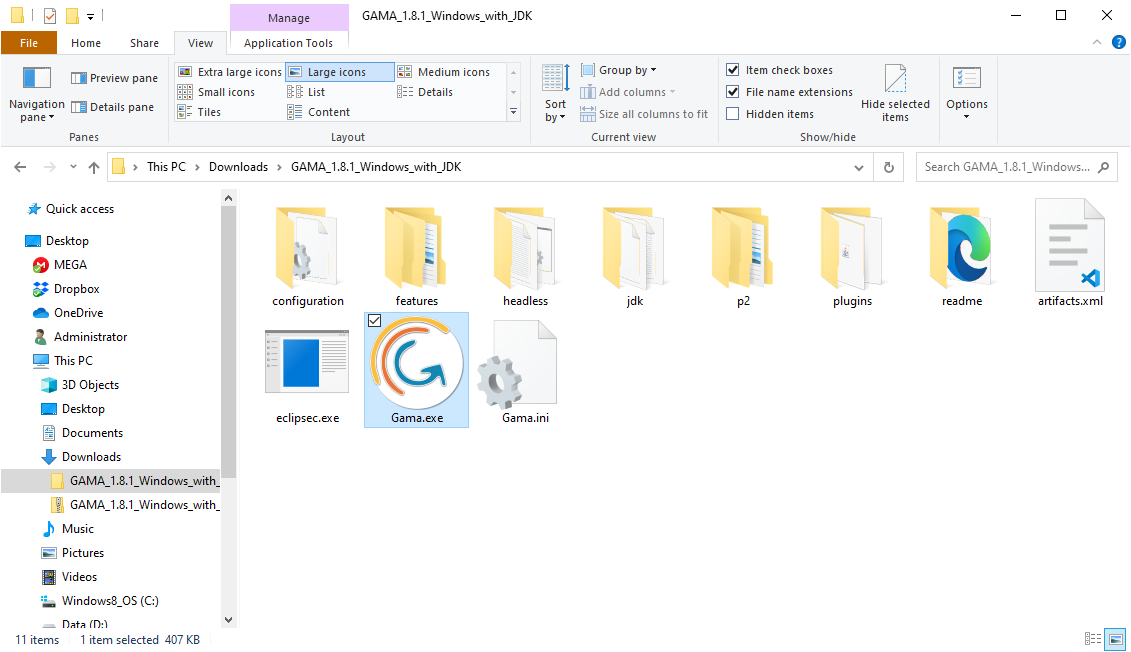 Manage
GAMA_1.8.1_Windows_with_JDK
File
Home
Share
View
Application Tools
Navigation pane
Preview pane
Details pane
Panes
Extra large icons
Large icons
Medium icons
Small icons
List
Details
Tiles
Content
Layout
Sort by
Group by
Add columns
Size all columns to fit
Current view
Item check boxes
File name extensions
Hidden items
Hide selected items
Show/hide
Options
This PC > Downloads > GAMA_1.8.1_Windows_with_JDK
Search GAMA_1.8.1_Windows...
Quick access
Desktop
MEGA
Dropbox
OneDrive
Administrator
This PC
3D Objects
Desktop
Documents
Downloads
GAMA_1.8.1_Windows_with_
GAMA_1.8.1_Windows_with_
Music
Pictures
Videos
Windows8_OS (C:)
Data (D:)
configuration
features
headless
jdk
p2
plugins
readme
artifacts.xml
eclipsec.exe
Gama.exe
Gama.ini
11 items
1 item selected 407 KB